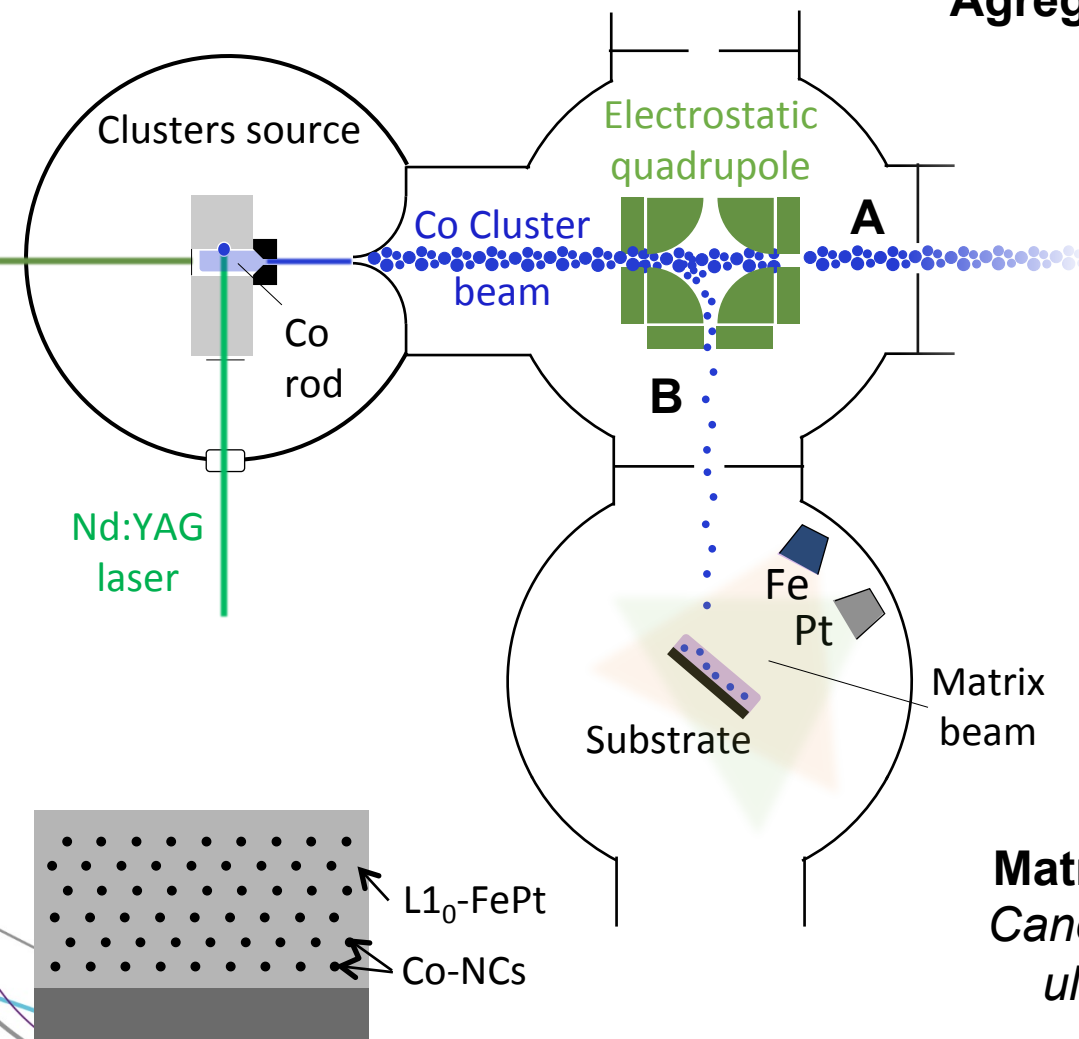 Clusters source
Electrostatic
quadrupole
A
Co Cluster
beam
Co
rod
B
Nd:YAG
laser
Fe
Pt
Matrix
beam
Substrate
L1₀-FePt
Co-NCs